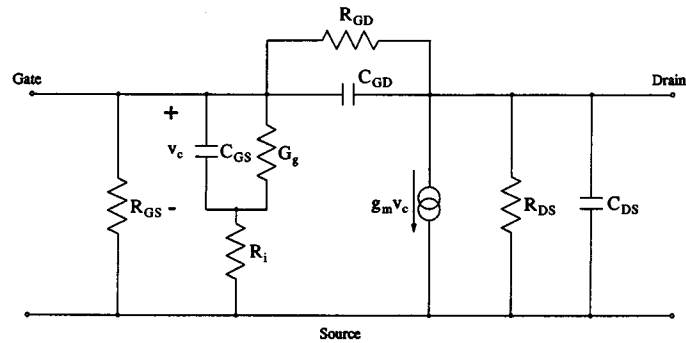 R_GD
Gate
C_GD
Drain
+
v_c
C_GS
G_g
R_GS
-
g_m v_c
R_DS
C_DS
R_i
Source